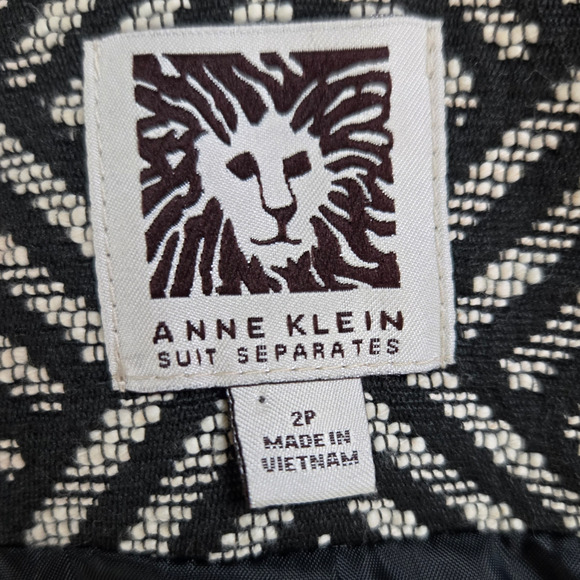 ANNE KLEIN
SUIT SEPARATES
2P
MADE IN
VIETNAM